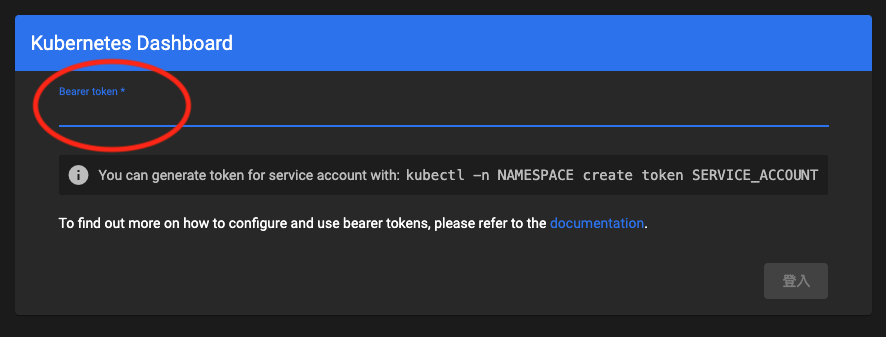 Kubernetes Dashboard
Bearer token *
You can generate token for service account with: kubectl -n NAMESPACE create token SERVICE_ACCOUNT
To find out more on how to configure and use bearer tokens, please refer to the documentation.
登入